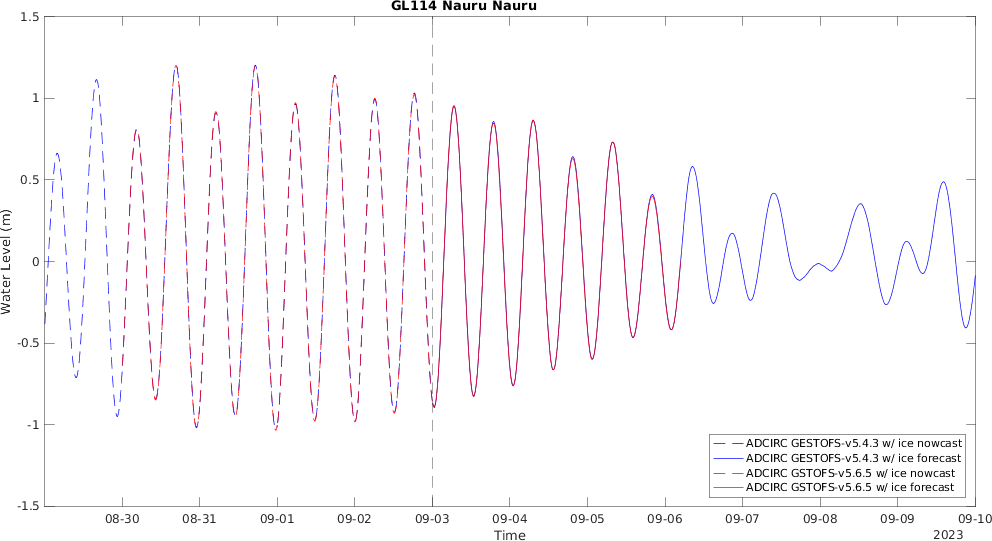 GL114 Nauru Nauru
Water Level (m)
1.5
1
0.5
0
-0.5
-1
-1.5
ADCIRC GESTOFS-v5.4.3 w/ ice nowcast
ADCIRC GESTOFS-v5.4.3 w/ ice forecast
ADCIRC GSTOFS-v5.6.5 w/ ice nowcast
ADCIRC GSTOFS-v5.6.5 w/ ice forecast
08-30 08-31 09-01 09-02 09-03 09-04 09-05 09-06 09-07 09-08 09-09 09-10
Time
2023